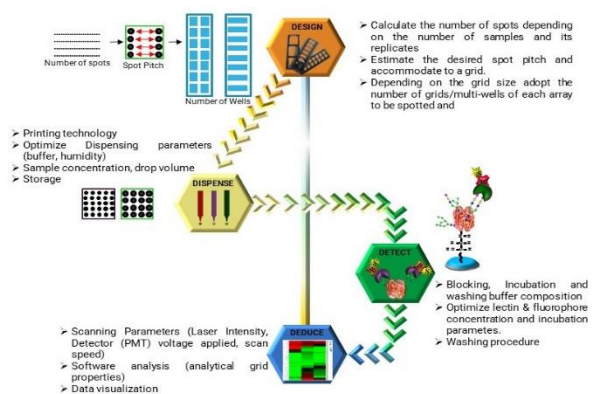 DESIGN
Number of spots
Spot Pitch
Number of Wells
➢ Calculate the number of spots depending
on the number of samples and its
replicates
➢ Estimate the desired spot pitch and
accommodate to a grid.
➢ Depending on the grid size adopt the
number of grids/multi-wells of each array
to be spotted and
➢ Printing technology
➢ Optimize Dispensing parameters
(buffer, humidity)
➢ Sample concentration, drop volume
➢ Storage
DISPENSE
DETECT
➢ Blocking, Incubation and
washing buffer composition
➢ Optimize lectin & fluorophore
concentration and incubation
parametes.
➢ Washing procedure
➢ Scanning Parameters (Laser Intensity,
Detector (PMT) voltage applied, scan
speed)
➢ Software analysis (analytical grid
properties)
➢ Data visualization
DEDUCE